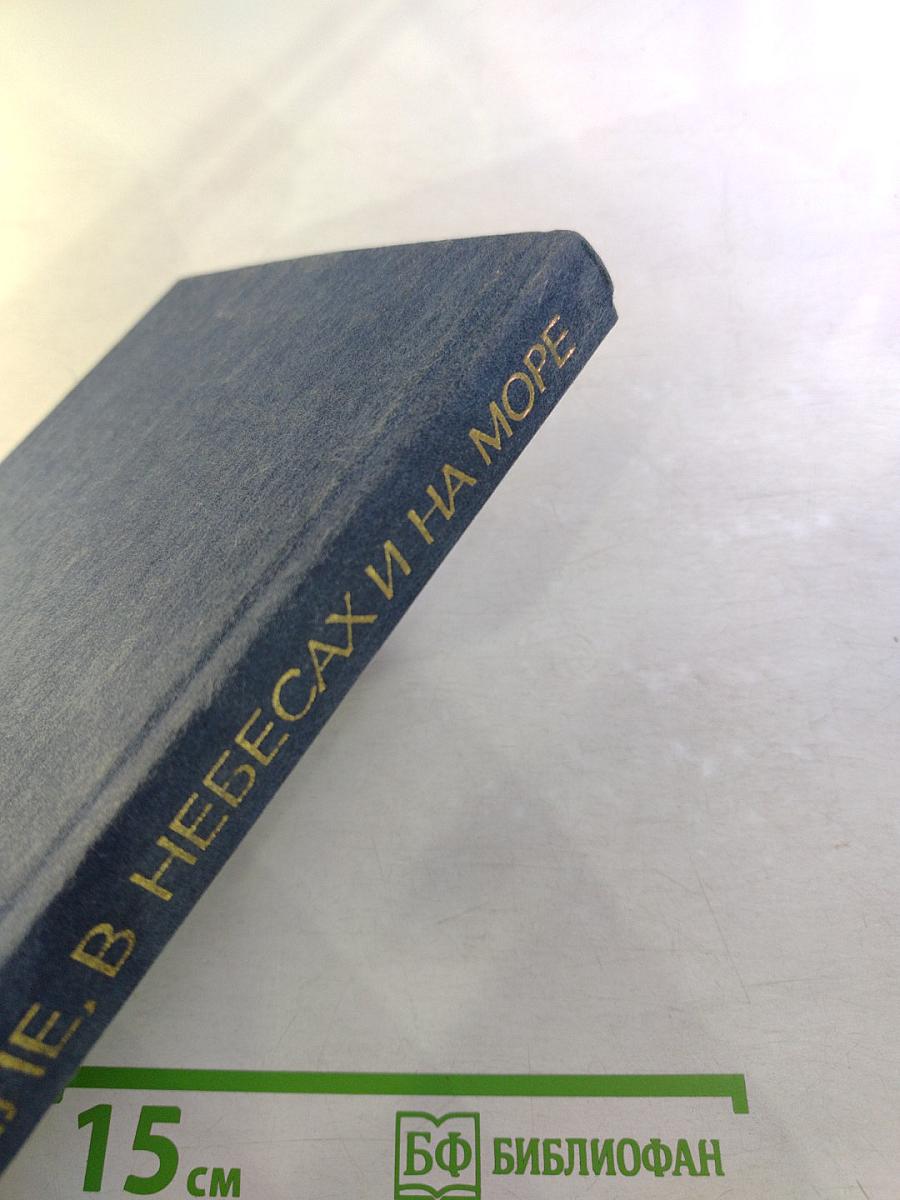 ЛЕ, В НЕБЕСАХ И НА МОРЕ
15 см
БФ БИБЛИОФАН